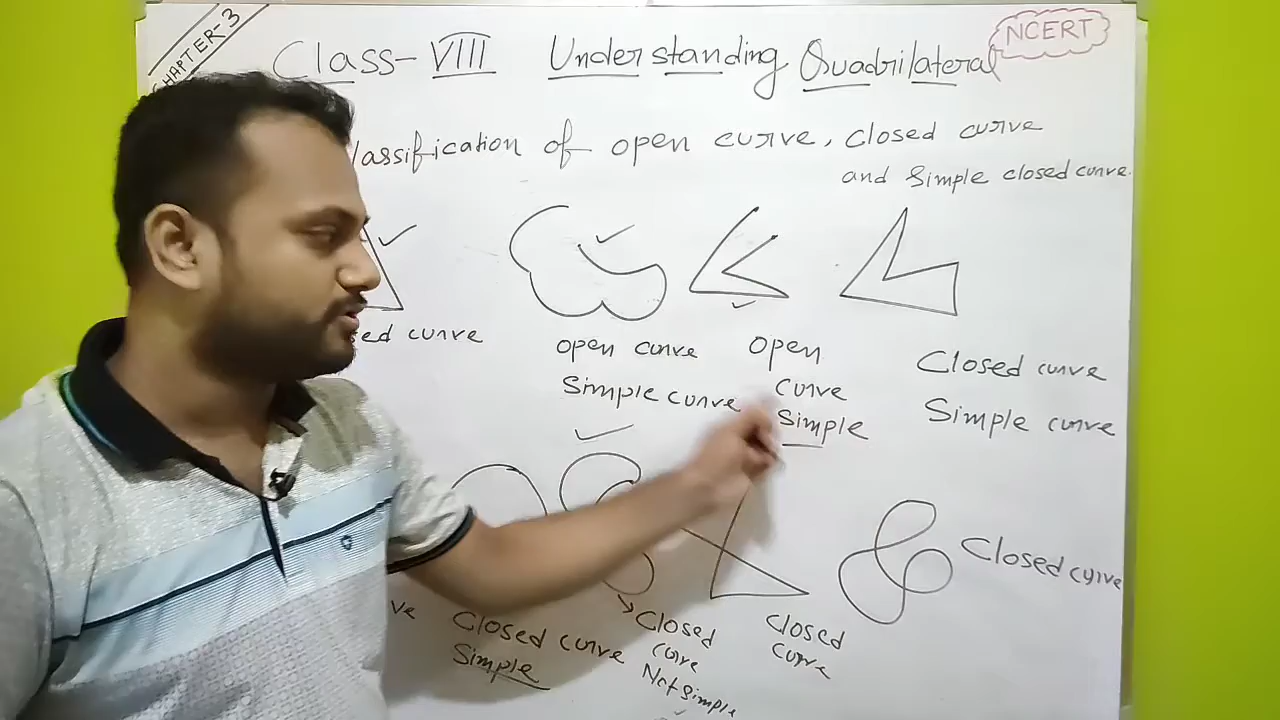 CHAPTER-3
Class-VIII Understanding Quadrilateral
NCERT
lassification of open curve, closed curve
and Simple closed curve.
ed curve
open curve
Simple curve
open
curve
Simple
Closed curve
Simple curve
ve
Closed curve
Simple
Closed
curve
Not simple
Closed
curve
Closed curve